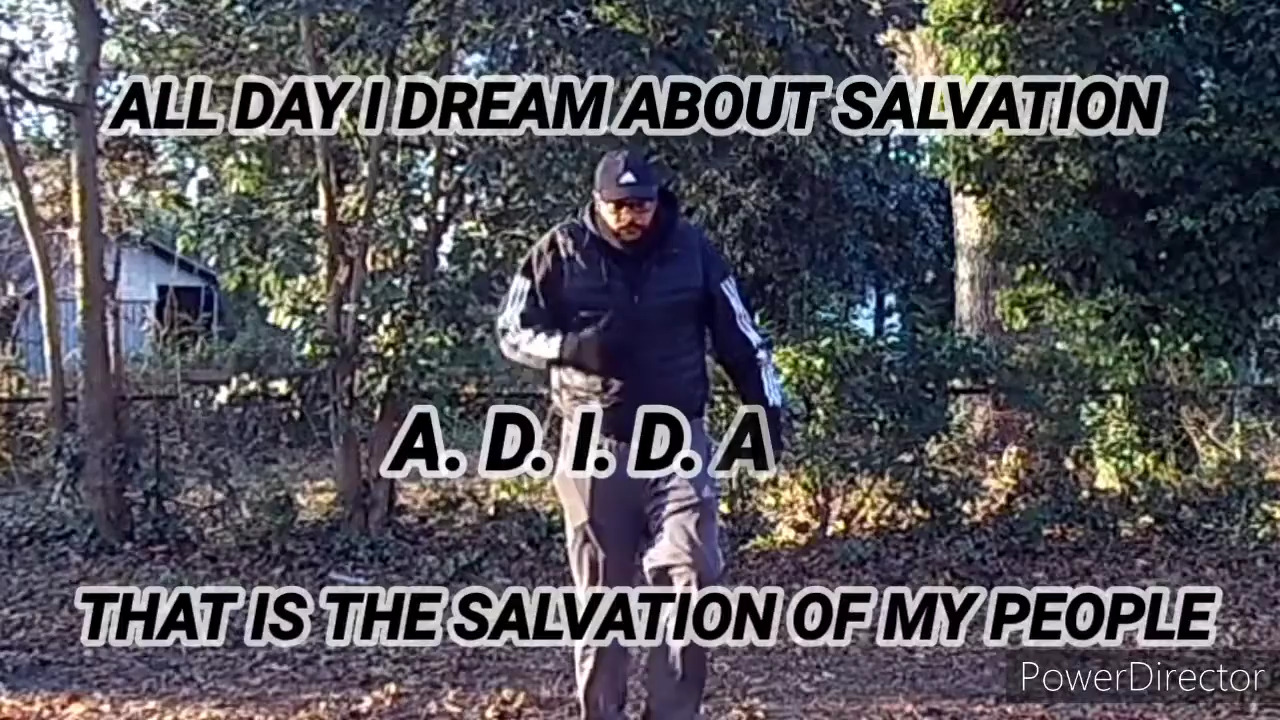 ALL DAY I DREAM ABOUT SALVATION
A. D. I. D. A
THAT IS THE SALVATION OF MY PEOPLE
PowerDirector